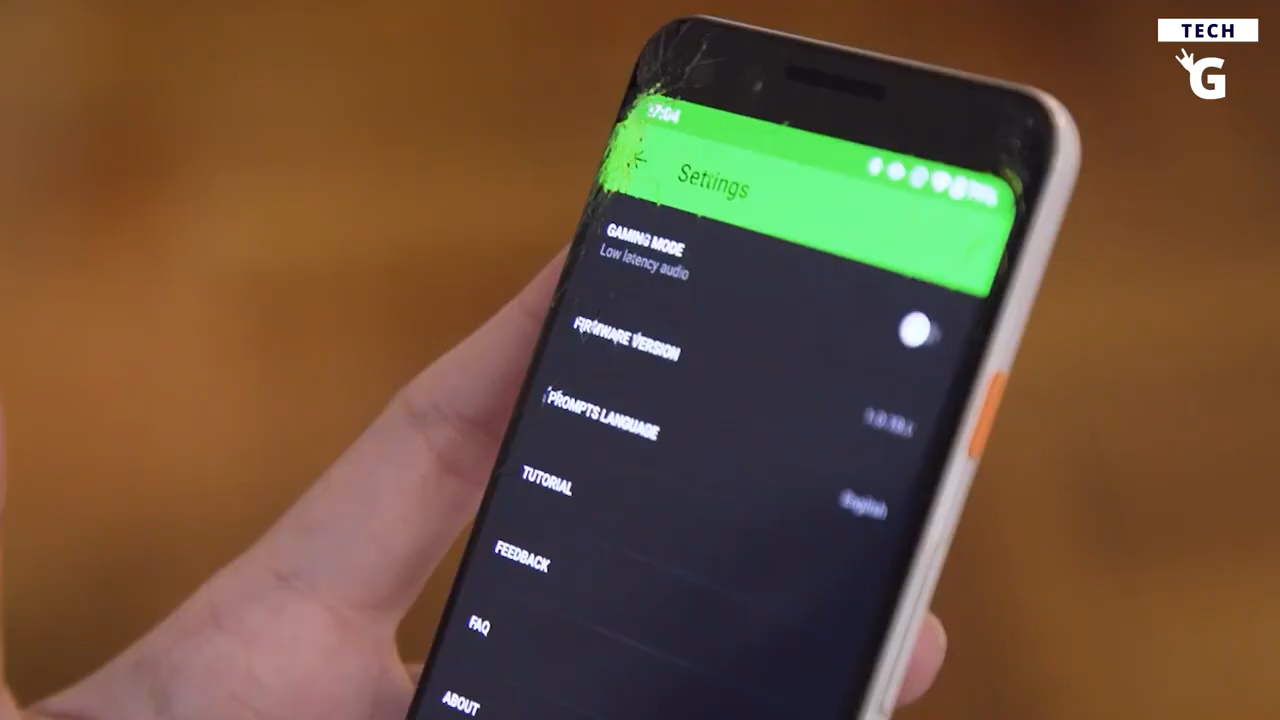 TECH
G
Settings
GAMING MODE
Low latency audio
FIRMWARE VERSION
PROMPTS LANGUAGE
English
TUTORIAL
FEEDBACK
FAQ
ABOUT